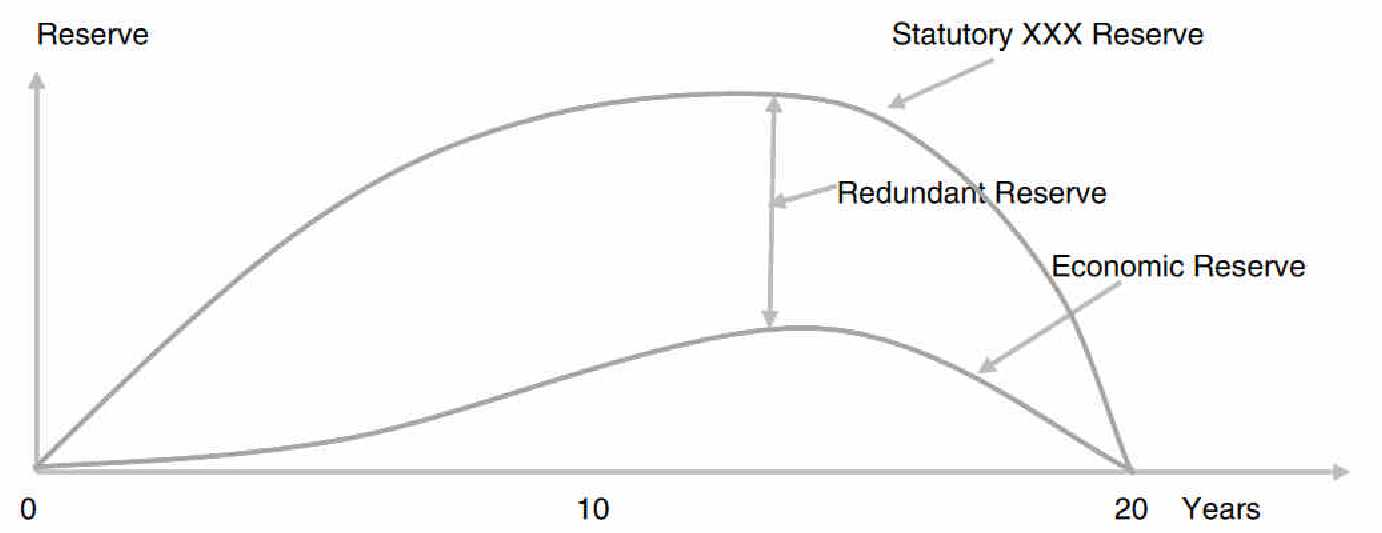 Reserve
Statutory XXX Reserve
Redundant Reserve
Economic Reserve
0
10
20
Years